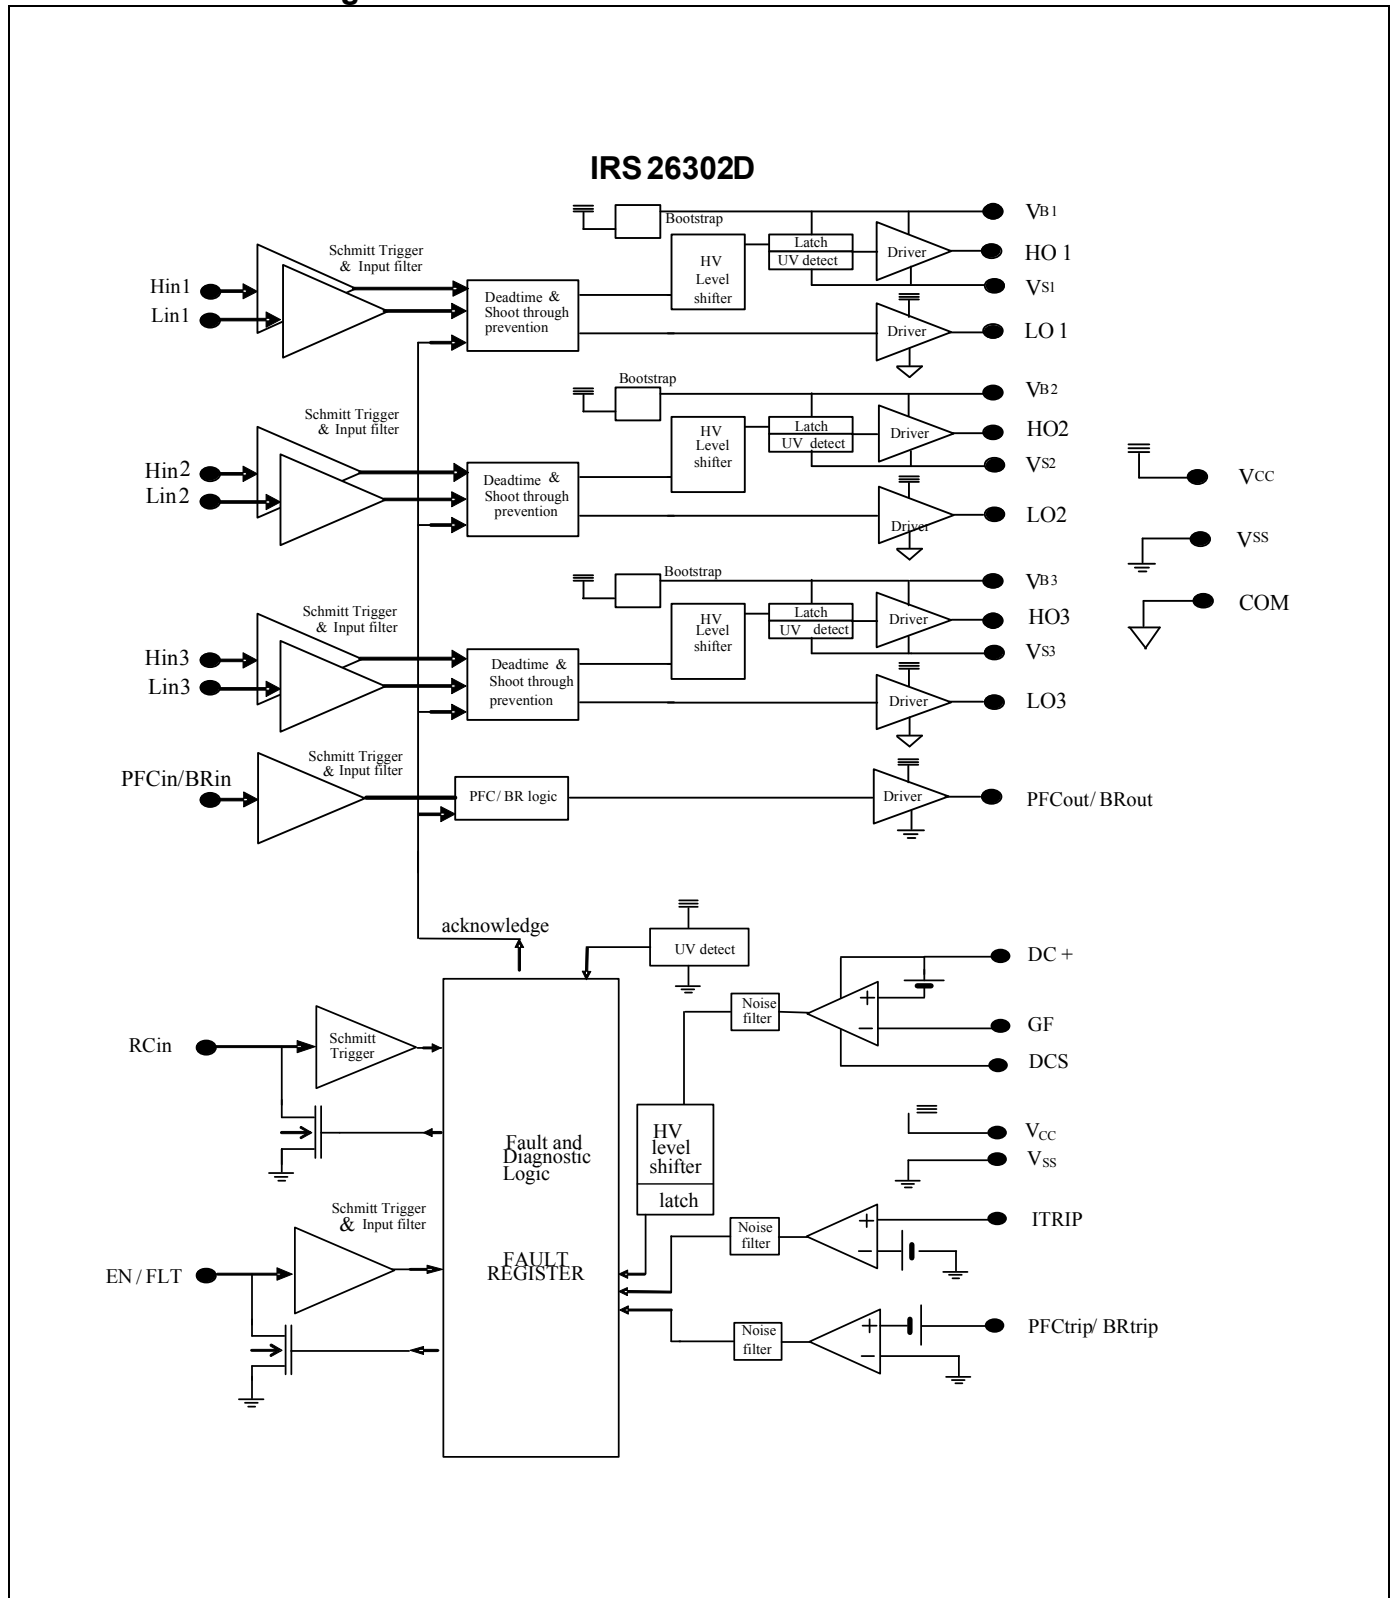 IRS26302D
Bootstrap
VB1
Schmitt Trigger
& Input filter
HV
Level
shifter
Latch
UV detect
Driver
HO 1
Hin1
Lin1
Deadtime &
Shoot through
prevention
VS1
Driver
LO 1
Bootstrap
VB2
Schmitt Trigger
& Input filter
HV
Level
shifter
Latch
UV detect
Driver
HO2
Hin2
Lin2
Deadtime &
Shoot through
prevention
VS2
Driver
LO2
VCC
VSS
COM
Bootstrap
VB3
Schmitt Trigger
& Input filter
HV
Level
shifter
Latch
UV detect
Driver
HO3
Hin3
Lin3
Deadtime &
Shoot through
prevention
VS3
Driver
LO3
PFCin/BRin
Schmitt Trigger
& Input filter
PFC/ BR logic
Driver
PFCout/ BRout
acknowledge
UV detect
DC +
Noise
filter
+
−
GF
DCS
RCin
Schmitt
Trigger
HV
level
shifter
latch
VCC
VSS
Fault and
Diagnostic
Logic
FAULT
REGISTER
Schmitt Trigger
& Input filter
EN / FLT
Noise
filter
+
−
ITRIP
Noise
filter
+
−
PFCtrip/ BRtrip